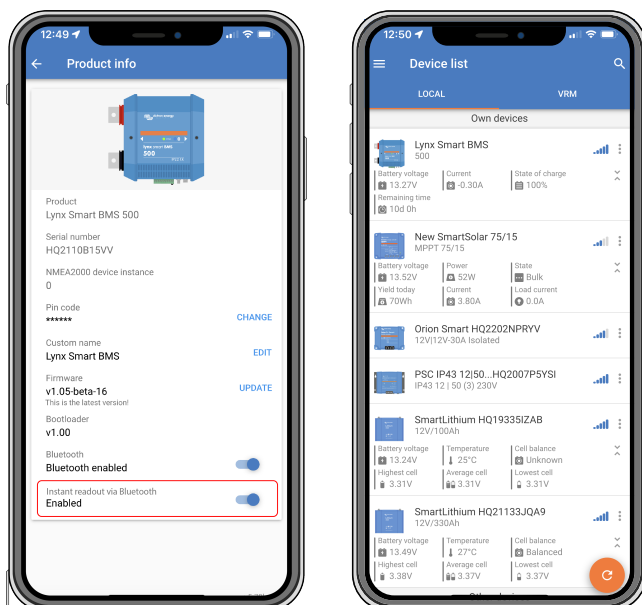 12:49
Product info
Lynx Smart BMS
500
Product
Lynx Smart BMS 500
Serial number
HQ2110B15VV
NMEA2000 device instance
0
Pin code
******
CHANGE
Custom name
Lynx Smart BMS
EDIT
Firmware
v1.05-beta-16
UPDATE
This is the latest version!
Bootloader
v1.00
Bluetooth
Bluetooth enabled
Instant readout via Bluetooth
Enabled
12:50
Device list
LOCAL VRM
Own devices
Lynx Smart BMS
500
Battery voltage Current State of charge
13.27V -0.30A 100%
Remaining time
10d 0h
New SmartSolar 75/15
MPPT 75/15
Battery voltage Power State
13.52V 52W Bulk
Yield today Current Load current
70Wh 3.80A 0.0A
Orion Smart HQ2202NPRYV
12V|12V-30A Isolated
PSC IP43 12|50...HQ2007P5YSI
IP43 12 | 50 (3) 230V
SmartLithium HQ19335IZAB
12V/100Ah
Battery voltage Temperature Cell balance
13.24V 25°C Unknown
Highest cell Average cell Lowest cell
3.31V 3.31V 3.31V
SmartLithium HQ21133JQA9
12V/330Ah
Battery voltage Temperature Cell balance
13.49V 27°C Balanced
Highest cell Average cell Lowest cell
3.38V 3.37V 3.37V